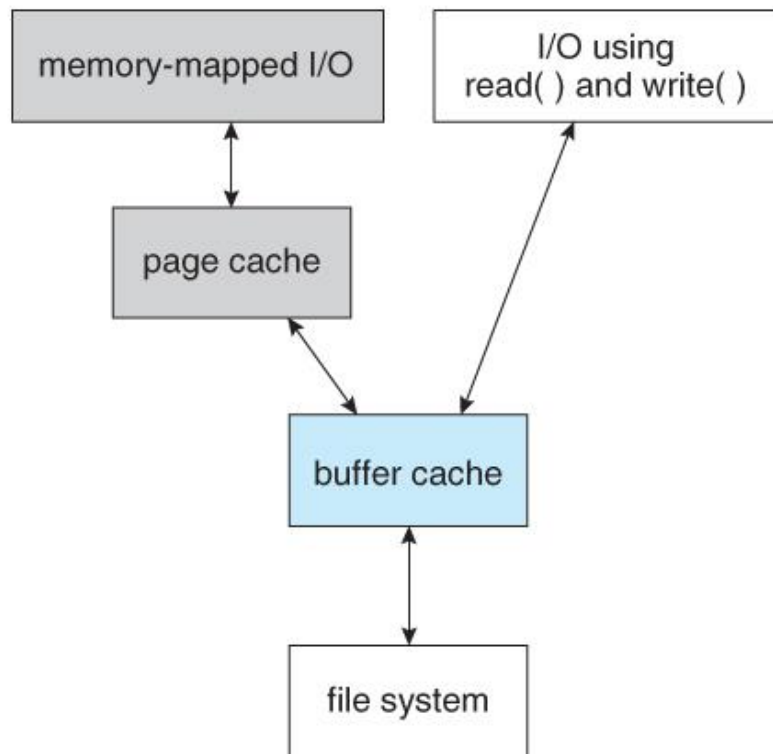 memory-mapped I/O
I/O using
read( ) and write( )
page cache
buffer cache
file system